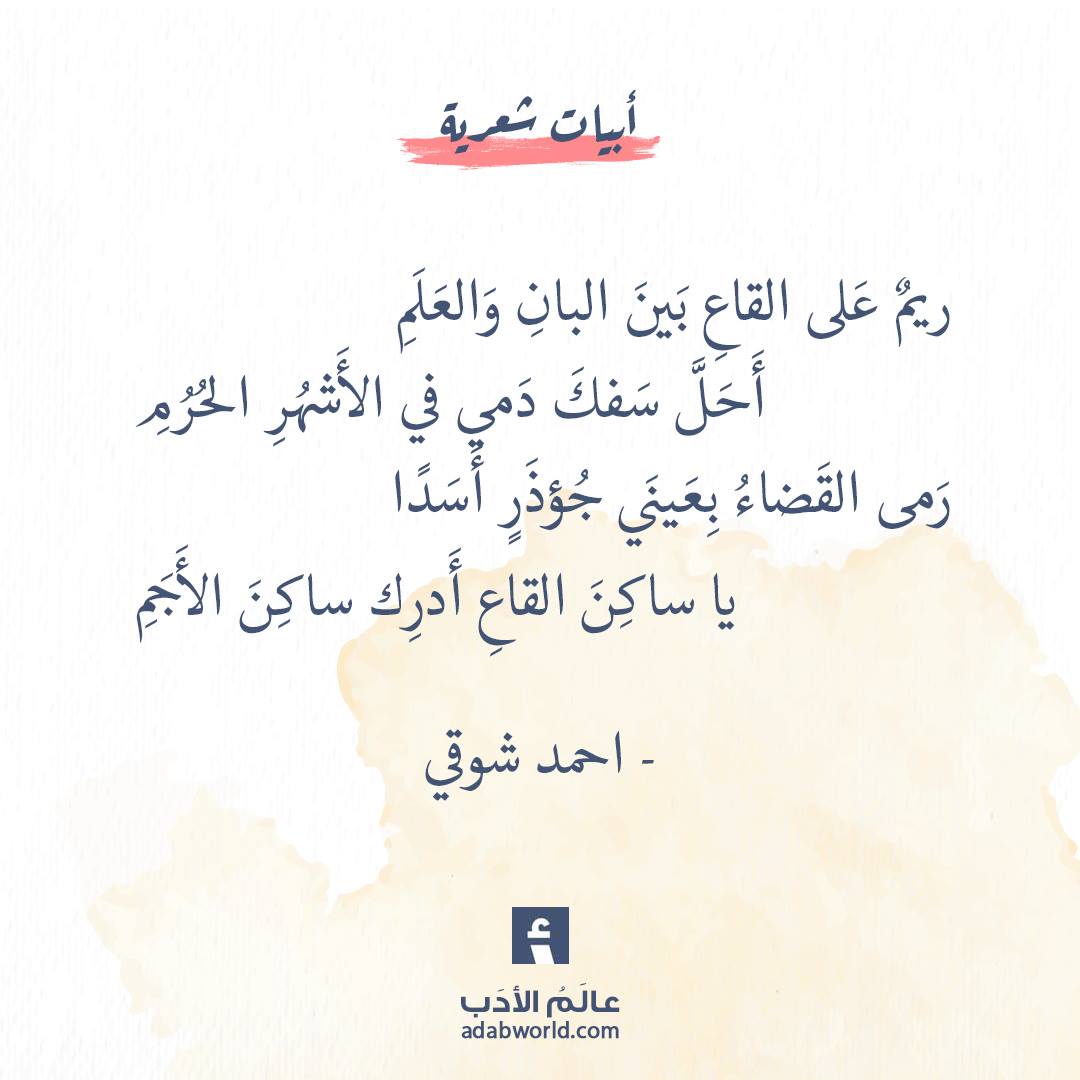 أبيات شعرية
ريمٌ عَلى القاعِ بَينَ البانِ وَالعَلَمِ
أَحَلَّ سَفكَ دَمي في الأَشهُرِ الحُرُمِ
رَمى القَضاءُ بِعَينَي جُؤذَرٍ أَسَدًا
يا ساكِنَ القاعِ أَدرِك ساكِنَ الأَجَمِ
- احمد شوقي
أ
عالَمُ الأدَب
adabworld.com